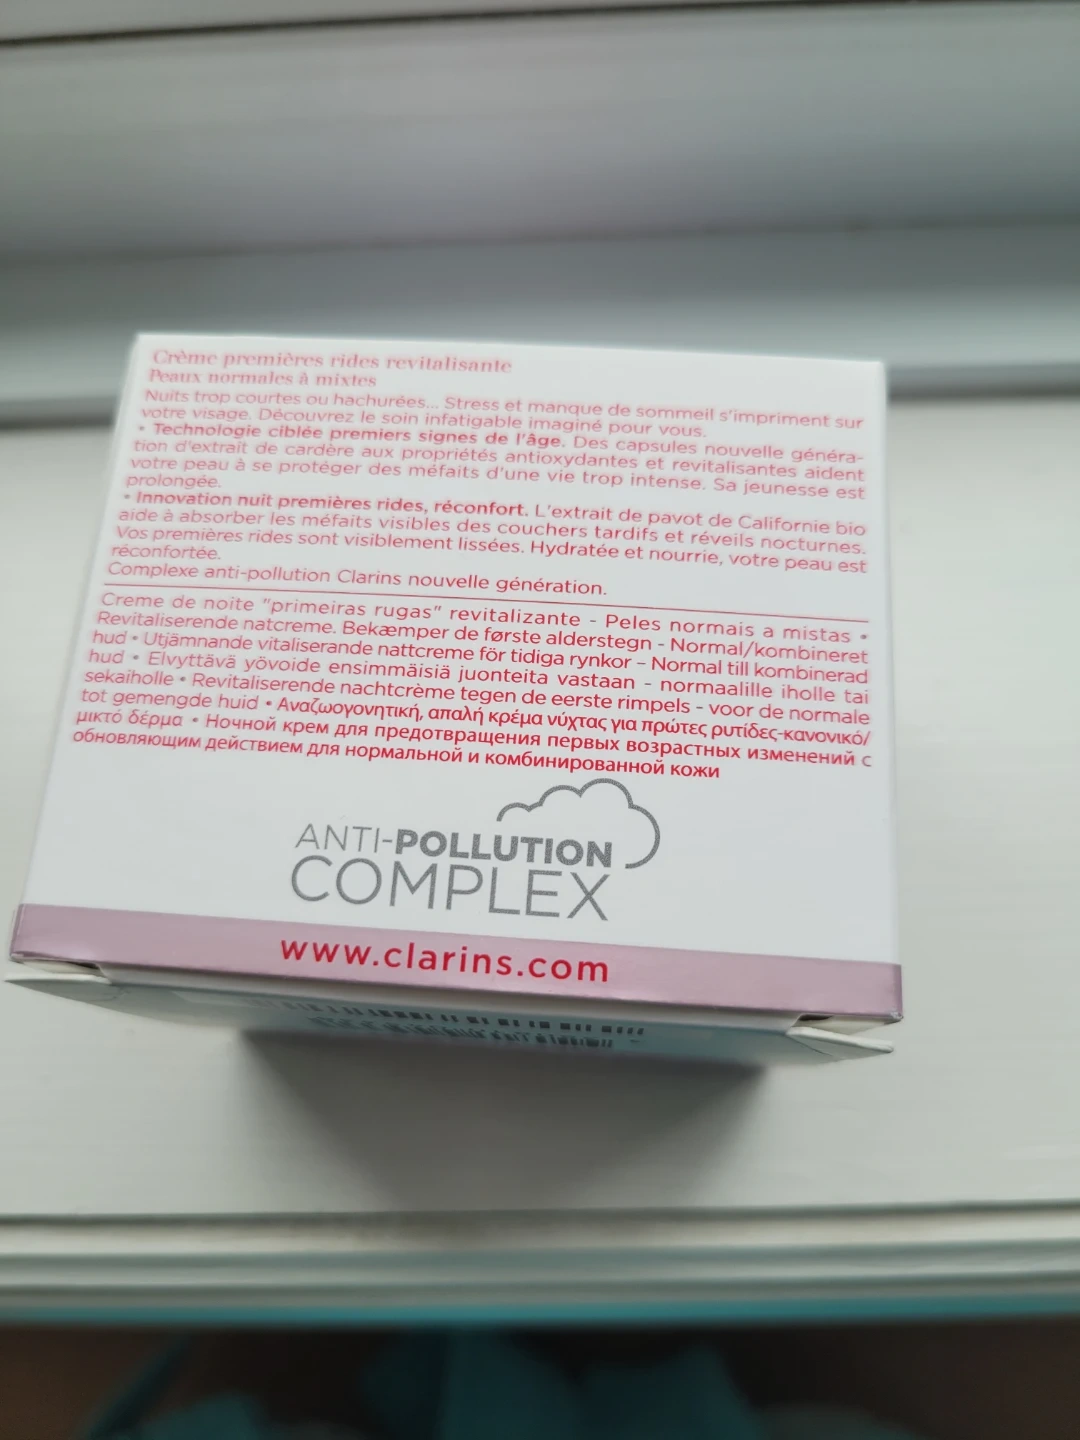 Crème premières rides revitalisante
Peaux normales à mixtes
Nuits trop courtes ou hachurées... Stress et manque de sommeil s'impriment sur
votre visage. Découvrez le soin infatigable imaginé pour vous.
• Technologie ciblée premiers signes de l'âge. Des capsules nouvelle généra-
tion d'extrait de cardère aux propriétés antioxydantes et revitalisantes aident
votre peau à se protéger des méfaits d'une vie trop intense. Sa jeunesse est
prolongée.
• Innovation nuit premières rides, réconfort. L'extrait de pavot de Californie bio
aide à absorber les méfaits visibles des couchers tardifs et réveils nocturnes.
Vos premières rides sont visiblement lissées. Hydratée et nourrie, votre peau est
réconfortée.
Complexe anti-pollution Clarins nouvelle génération.
Creme de noite "primeiras rugas" revitalizante - Peles normais a mistas •
Revitaliserende natcreme. Bekæmper de første alderstegn - Normal/kombineret
hud • Utjämnande vitaliserande nattcreme för tidiga rynkor – Normal till kombinerad
hud • Elvyttävä yövoide ensimmäisiä juonteita vastaan - normaalille iholle tai
sekaiholle • Revitaliserende nachtcrème tegen de eerste rimpels - voor de normale
tot gemengde huid • Αναζωογονητική, απαλή κρέμα νύχτας για πρώτες ρυτίδες-κανονικό/
μικτό δέρμα • Ночной крем для предотвращения первых возрастных изменений с
обновляющим действием для нормальной и комбинированной кожи
ANTI-POLLUTION
COMPLEX
www.clarins.com